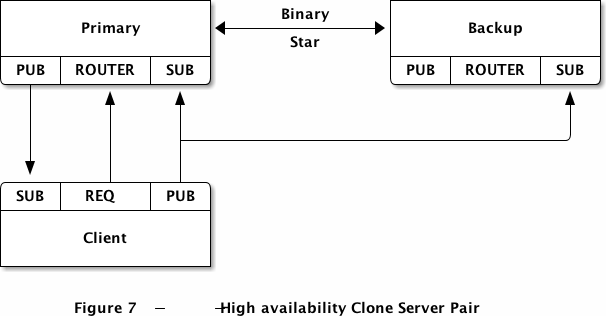 Primary
Binary
Star
Backup
PUB ROUTER SUB
PUB ROUTER SUB
SUB REQ PUB
Client
Figure 7 — —High availability Clone Server Pair